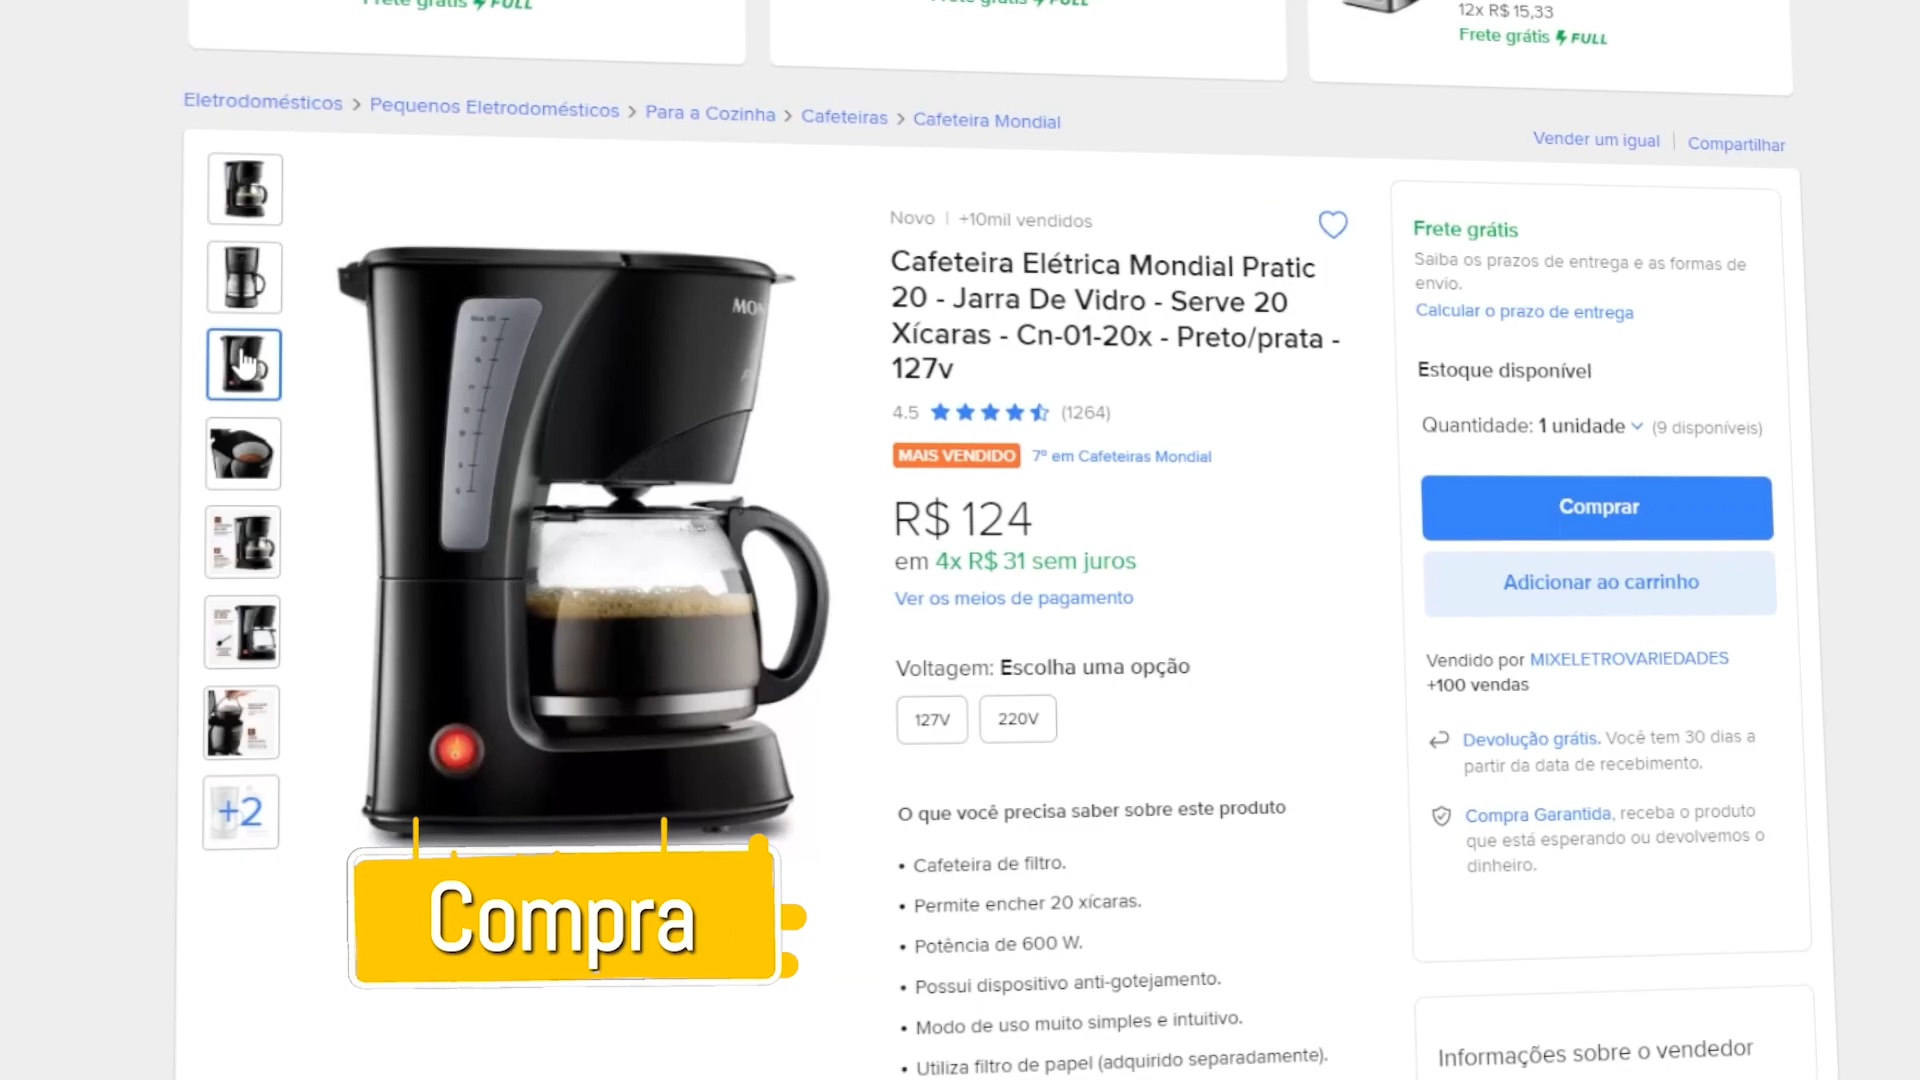 Frete grátis FULL
Frete grátis FULL
12x R$ 15,33
Frete grátis FULL
Eletrodomésticos > Pequenos Eletrodomésticos > Para a Cozinha > Cafeteiras > Cafeteira Mondial
Vender um igual | Compartilhar
Novo | +10mil vendidos
Cafeteira Elétrica Mondial Pratic
20 - Jarra De Vidro - Serve 20
Xícaras - Cn-01-20x - Preto/prata -
127v
4.5 (1264)
MAIS VENDIDO 7º em Cafeteiras Mondial
R$ 124
em 4x R$ 31 sem juros
Ver os meios de pagamento
Voltagem: Escolha uma opção
127V 220V
O que você precisa saber sobre este produto
• Cafeteira de filtro.
• Permite encher 20 xícaras.
• Potência de 600 W.
• Possui dispositivo anti-gotejamento.
• Modo de uso muito simples e intuitivo.
• Utiliza filtro de papel (adquirido separadamente).
Frete grátis
Saiba os prazos de entrega e as formas de
envio.
Calcular o prazo de entrega
Estoque disponível
Quantidade: 1 unidade (9 disponíveis)
Comprar
Adicionar ao carrinho
Vendido por MIXELETROVARIEDADES
+100 vendas
Devolução grátis. Você tem 30 dias a
partir da data de recebimento.
Compra Garantida, receba o produto
que está esperando ou devolvemos o
dinheiro.
Informações sobre o vendedor
MON
+2
Compra